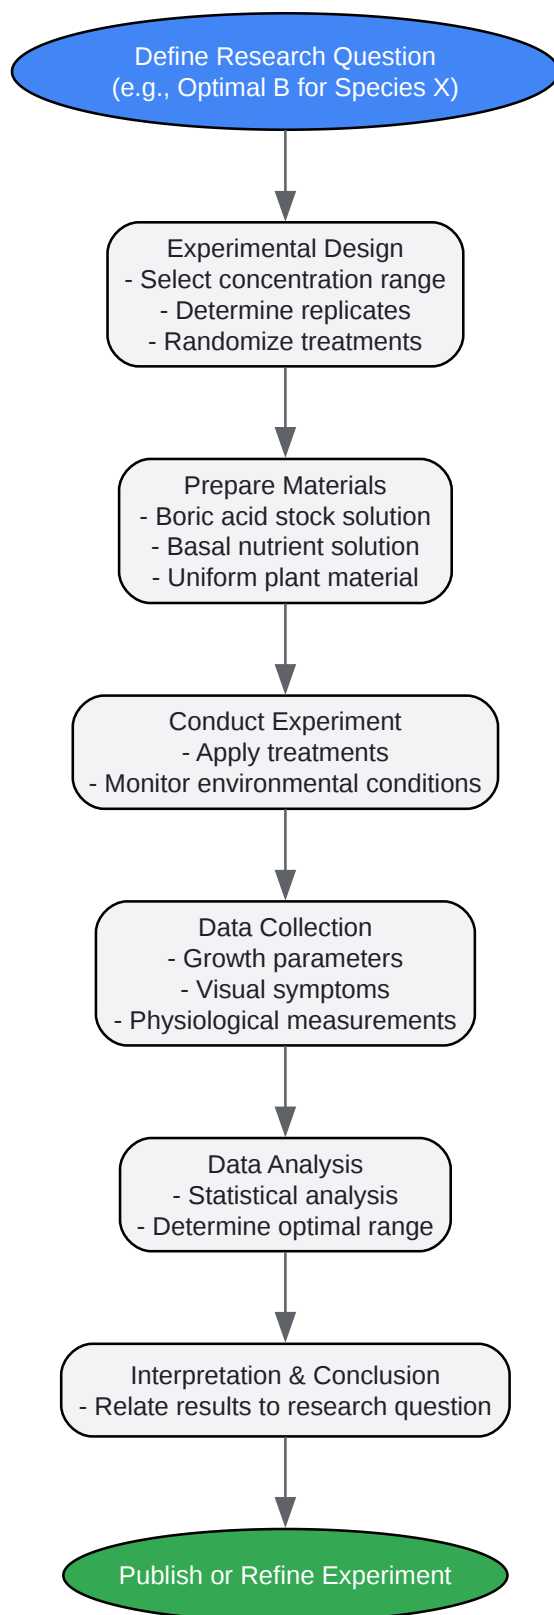 Define Research Question
(e.g., Optimal B for Species X)
Experimental Design
- Select concentration range
- Determine replicates
- Randomize treatments
Prepare Materials
- Boric acid stock solution
- Basal nutrient solution
- Uniform plant material
Conduct Experiment
- Apply treatments
- Monitor environmental conditions
Data Collection
- Growth parameters
- Visual symptoms
- Physiological measurements
Data Analysis
- Statistical analysis
- Determine optimal range
Interpretation & Conclusion
- Relate results to research question
Publish or Refine Experiment